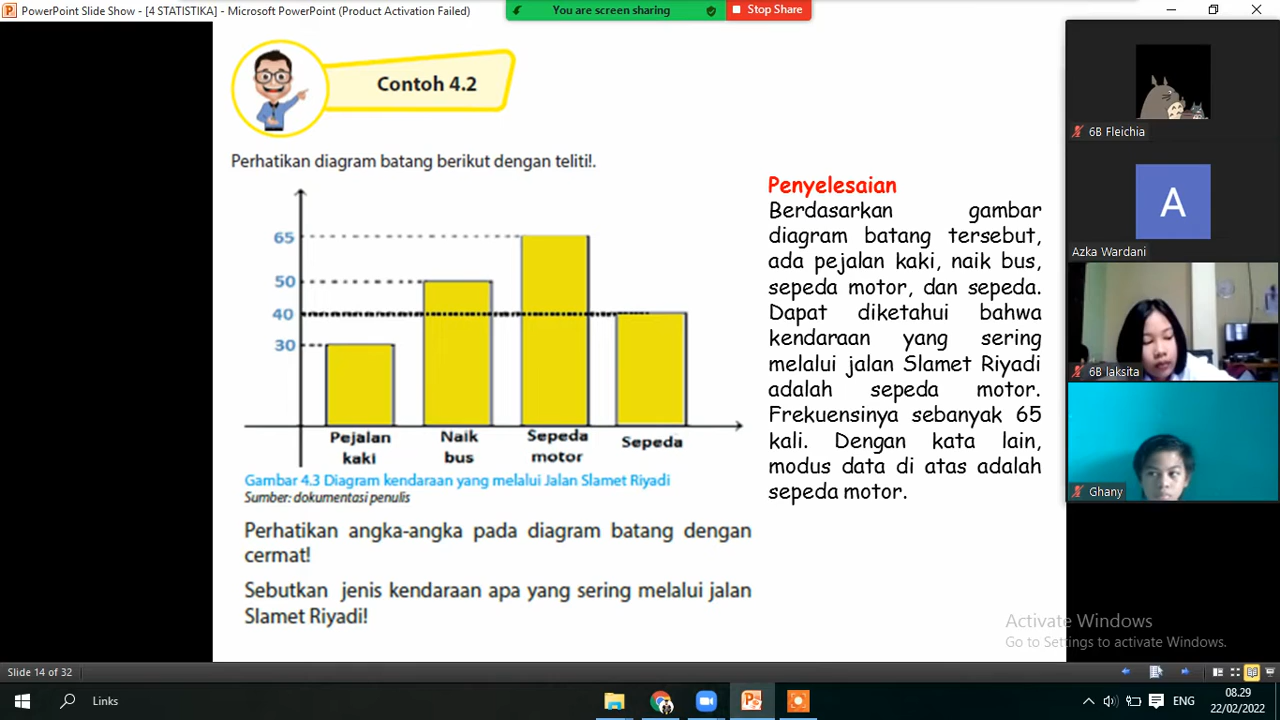 PowerPoint Slide Show - [4 STATISTIKA] - Microsoft PowerPoint (Product Activation Failed)
You are screen sharing
Stop Share
Contoh 4.2
Perhatikan diagram batang berikut dengan teliti!.
65
50
40
30
Pejalan kaki
Naik bus
Sepeda motor
Sepeda
Gambar 4.3 Diagram kendaraan yang melalui Jalan Slamet Riyadi
Sumber: dokumentasi penulis
Perhatikan angka-angka pada diagram batang dengan
cermat!
Sebutkan jenis kendaraan apa yang sering melalui jalan
Slamet Riyadi!
Penyelesaian
Berdasarkan gambar
diagram batang tersebut,
ada pejalan kaki, naik bus,
sepeda motor, dan sepeda.
Dapat diketahui bahwa
kendaraan yang sering
melalui jalan Slamet Riyadi
adalah sepeda motor.
Frekuensinya sebanyak 65
kali. Dengan kata lain,
modus data di atas adalah
sepeda motor.
6B Fleichia
A
Azka Wardani
6B laksita
Ghany
Activate Windows
Go to Settings to activate Windows.
Slide 14 of 32
Links
ENG
08.29
22/02/2022